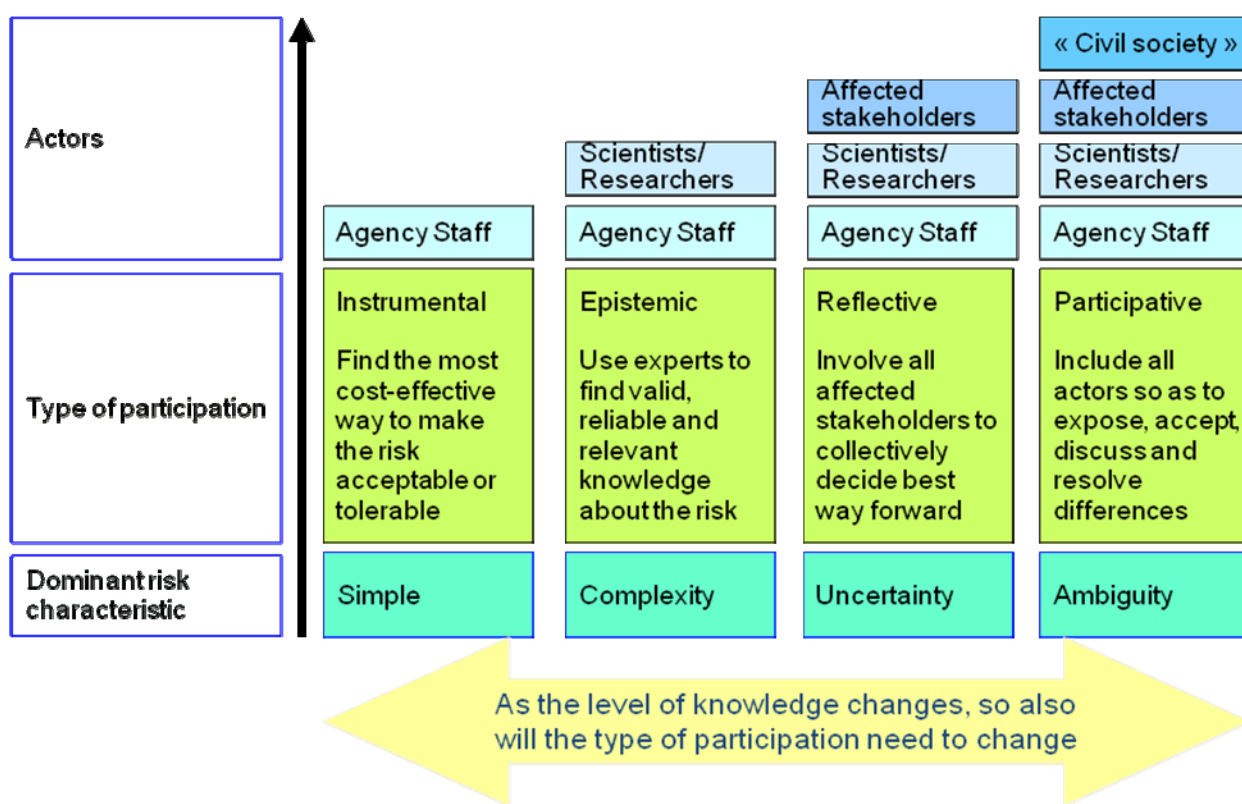 Actors
« Civil society »
Affected
stakeholders
Affected
stakeholders
Scientists/
Researchers
Scientists/
Researchers
Scientists/
Researchers
Agency Staff
Agency Staff
Agency Staff
Agency Staff
Type of participation
Instrumental
Find the most
cost-effective
way to make
the risk
acceptable or
tolerable
Epistemic
Use experts to
find valid,
reliable and
relevant
knowledge
about the risk
Reflective
Involve all
affected
stakeholders to
collectively
decide best
way forward
Participative
Include all
actors so as to
expose, accept,
discuss and
resolve
differences
Dominant risk
characteristic
Simple
Complexity
Uncertainty
Ambiguity
As the level of knowledge changes, so also
will the type of participation need to change